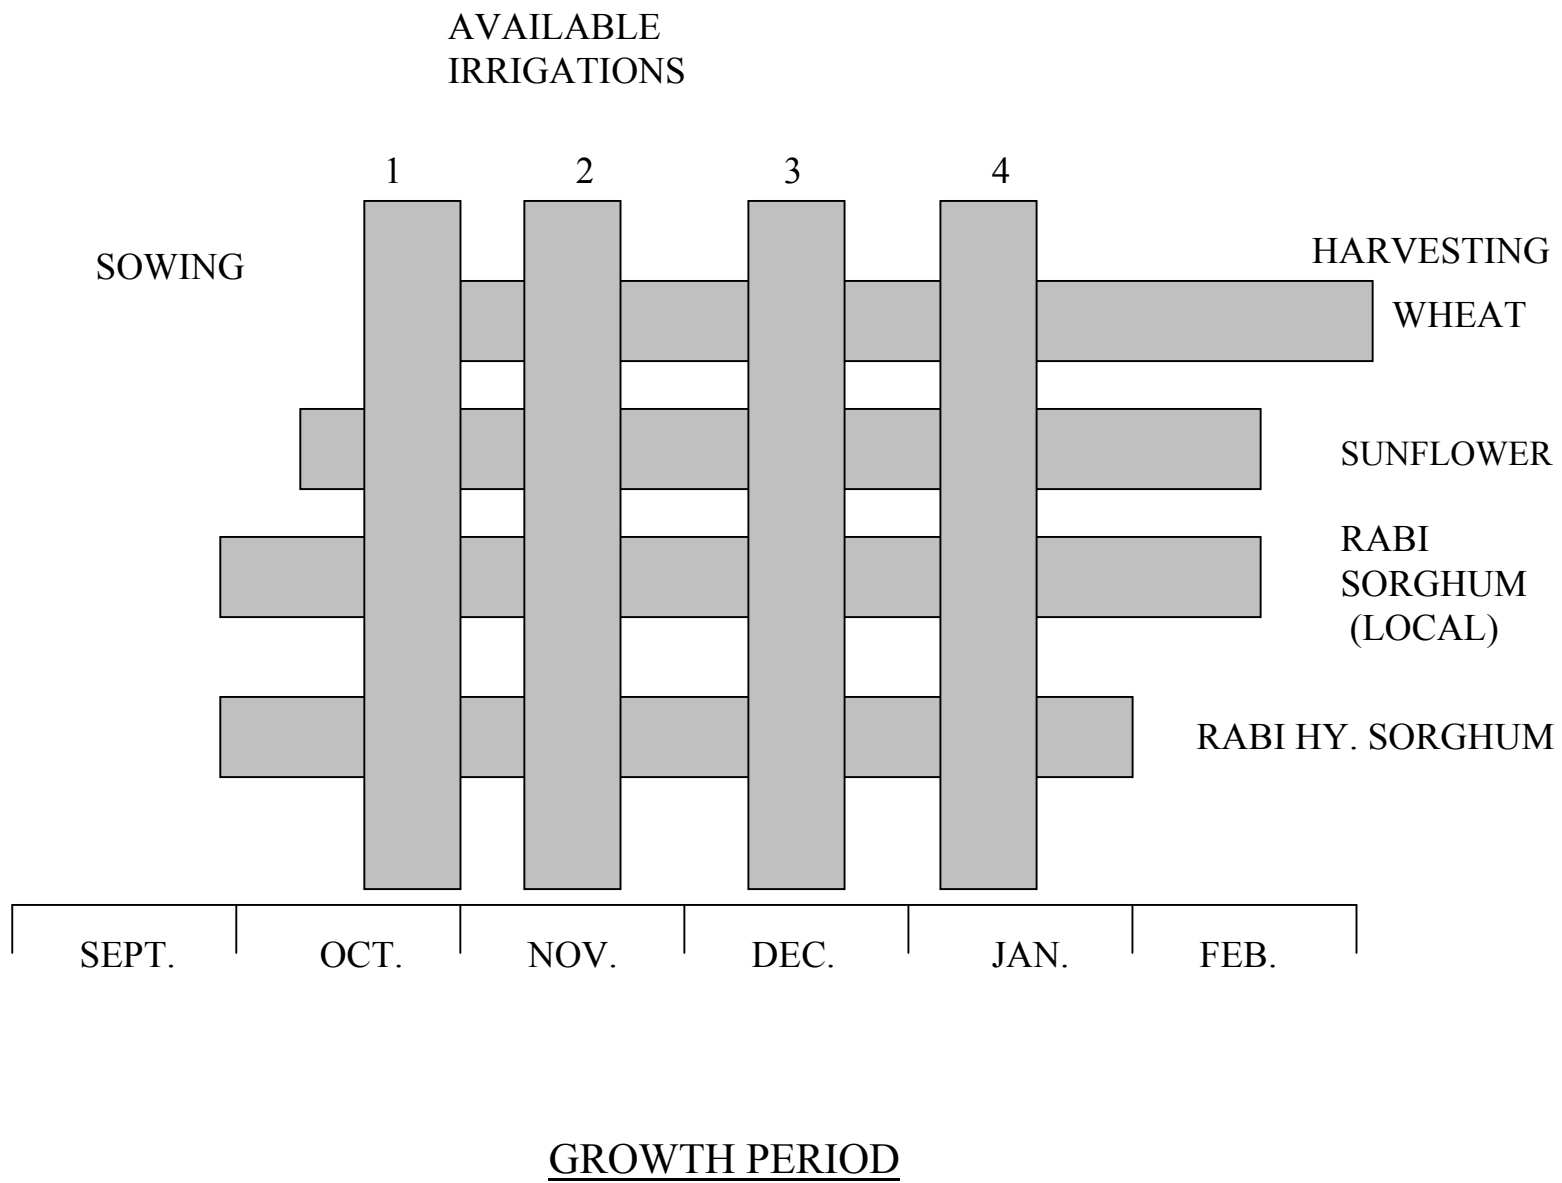 AVAILABLE
IRRIGATIONS
1 2 3 4
SOWING
HARVESTING
WHEAT
SUNFLOWER
RABI
SORGHUM
(LOCAL)
RABI HY. SORGHUM
SEPT. OCT. NOV. DEC. JAN. FEB.
GROWTH PERIOD